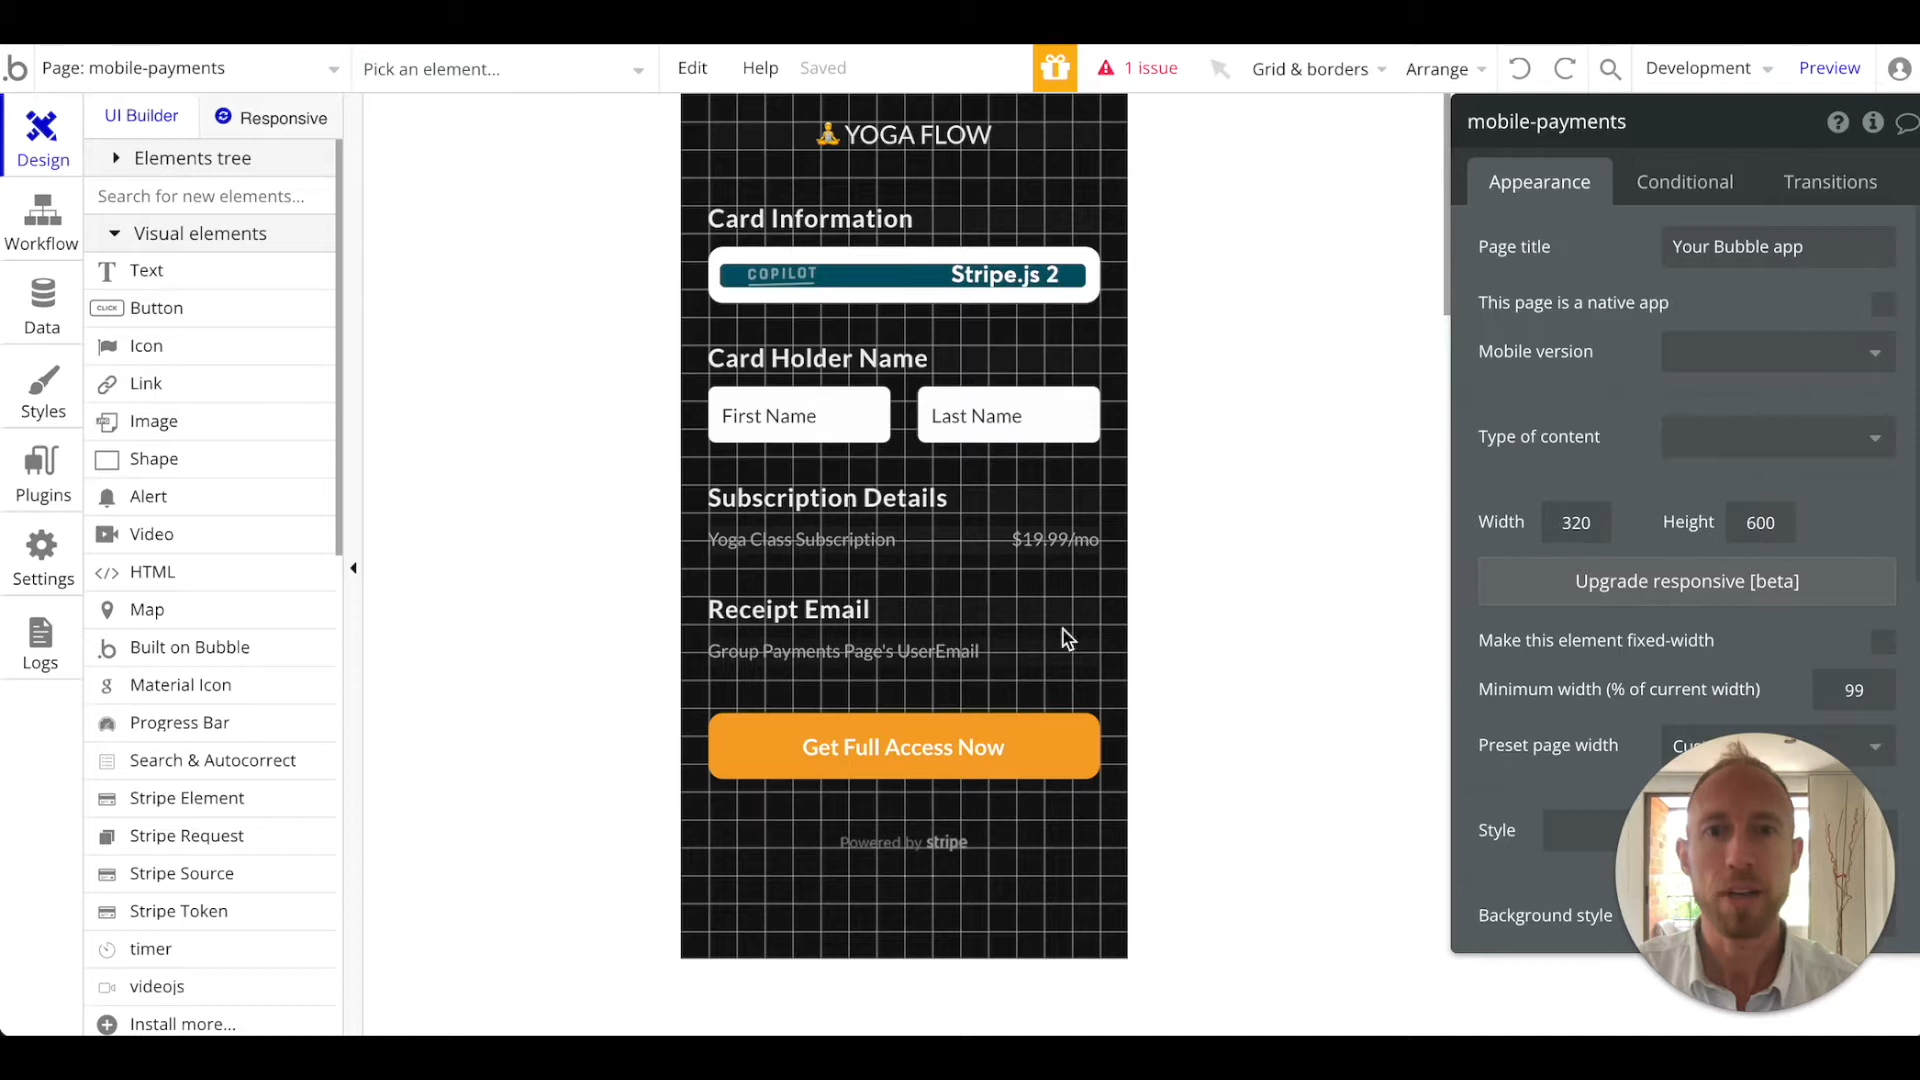 Page: mobile-payments
Pick an element...
Edit
Help
Saved
1 issue
Grid & borders
Arrange
Development
Preview
Design
Workflow
Data
Styles
Plugins
Settings
Logs
UI Builder
Responsive
Elements tree
Search for new elements...
Visual elements
Text
CLICK Button
Icon
Link
Image
Shape
Alert
Video
HTML
Map
Built on Bubble
Material Icon
Progress Bar
Search & Autocorrect
Stripe Element
Stripe Request
Stripe Source
Stripe Token
timer
videojs
Install more...
YOGA FLOW
Card Information
COPILOT Stripe.js 2
Card Holder Name
First Name
Last Name
Subscription Details
Yoga Class Subscription $19.99/mo
Receipt Email
Group Payments Page's UserEmail
Get Full Access Now
Powered by stripe
mobile-payments
Appearance
Conditional
Transitions
Page title Your Bubble app
This page is a native app
Mobile version
Type of content
Width 320 Height 600
Upgrade responsive [beta]
Make this element fixed-width
Minimum width (% of current width) 99
Preset page width
Style
Background style